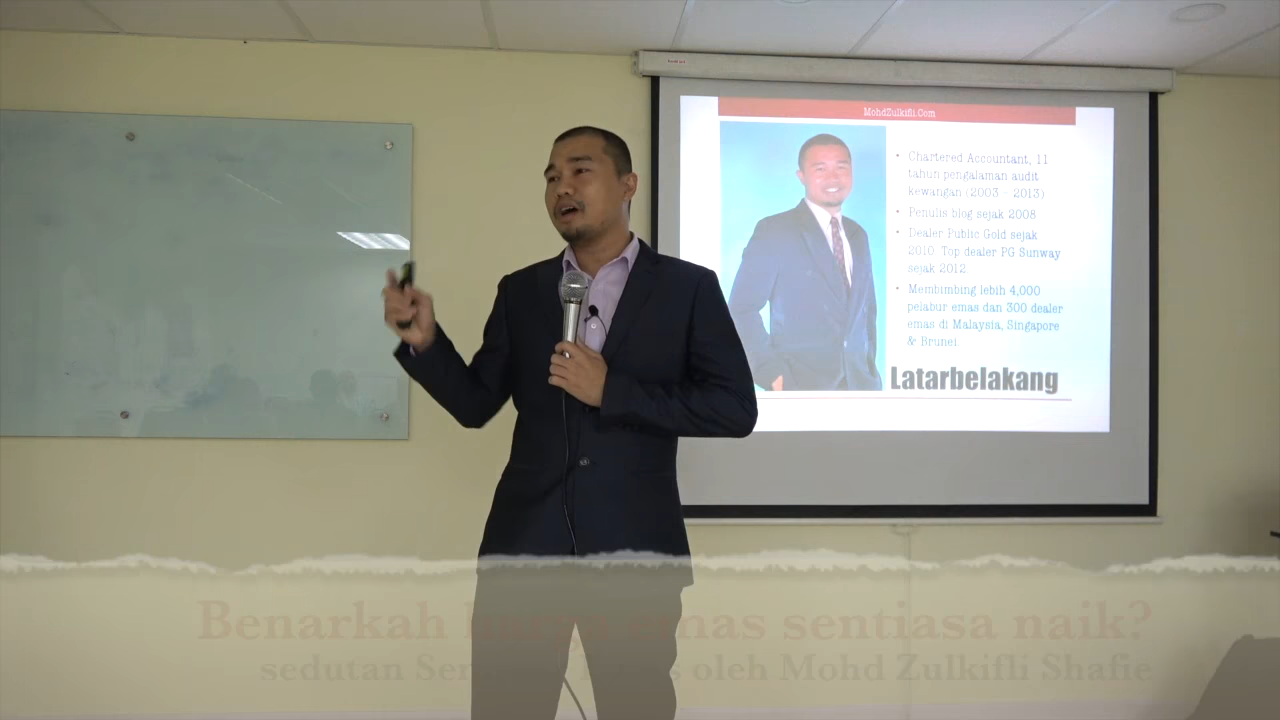 MohdZulkifli.Com
• Chartered Accountant, 11
tahun pengalaman audit
kewangan (2003 – 2013)
• Penulis blog sejak 2008
• Dealer Public Gold sejak
2010. Top dealer PG Sunway
sejak 2012
• Membimbing lebih 4,000
pelabur emas dan 300 dealer
emas di Malaysia, Singapore
& Brunei
Latarbelakang
Benarkah harga emas sentiasa naik?
sedutan oleh Mohd Zulkifli Shafie